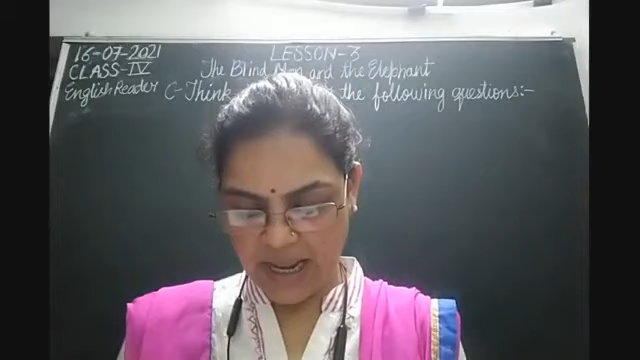 16-07-2021
CLASS-IV
English Reader
LESSON-3
The Blind Men and the Elephant
C-Think the following questions:-